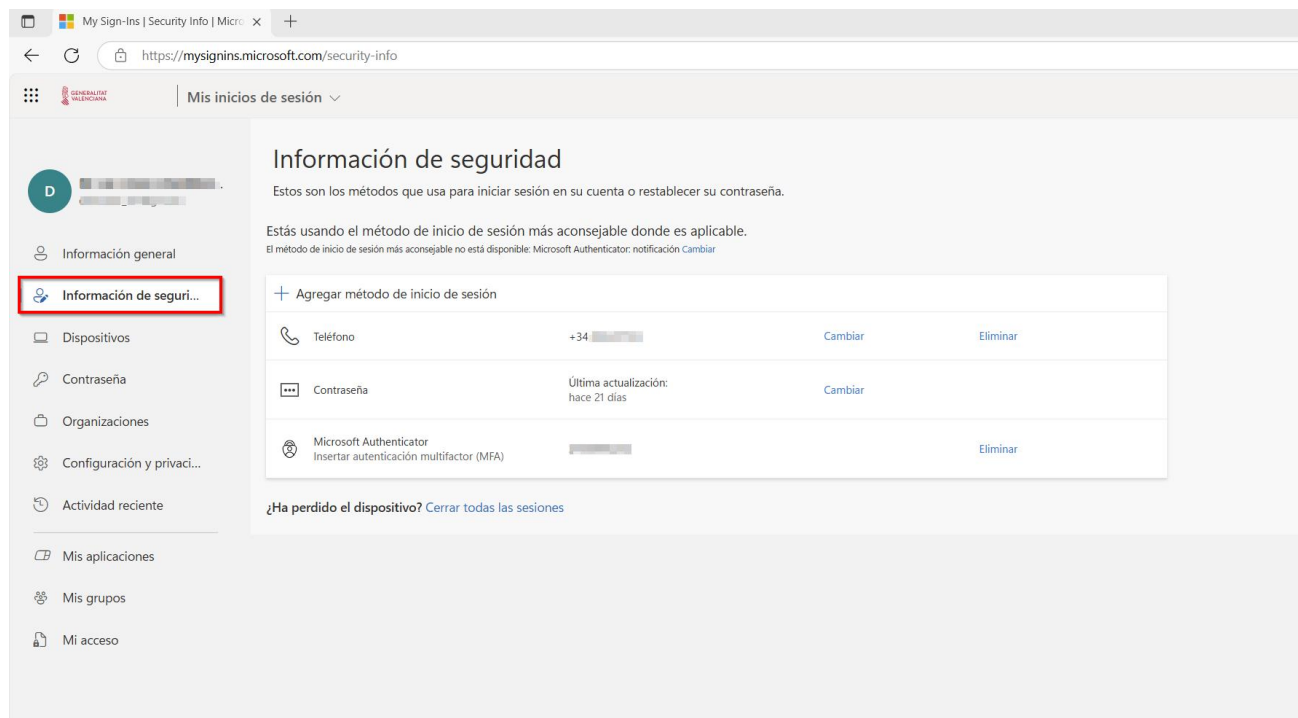 My Sign-Ins | Security Info | Micro
https://mysignins.microsoft.com/security-info
GENERALITAT
VALENCIANA
Mis inicios de sesión
D
Información general
Información de seguri...
Dispositivos
Contraseña
Organizaciones
Configuración y privaci...
Actividad reciente
Mis aplicaciones
Mis grupos
Mi acceso
Información de seguridad
Estos son los métodos que usa para iniciar sesión en su cuenta o restablecer su contraseña.
Estás usando el método de inicio de sesión más aconsejable donde es aplicable.
El método de inicio de sesión más aconsejable no está disponible: Microsoft Authenticator: notificación Cambiar
Agregar método de inicio de sesión
Teléfono +34 Cambiar Eliminar
Contraseña Última actualización: Cambiar
hace 21 días
Microsoft Authenticator Eliminar
Insertar autenticación multifactor (MFA)
¿Ha perdido el dispositivo? Cerrar todas las sesiones